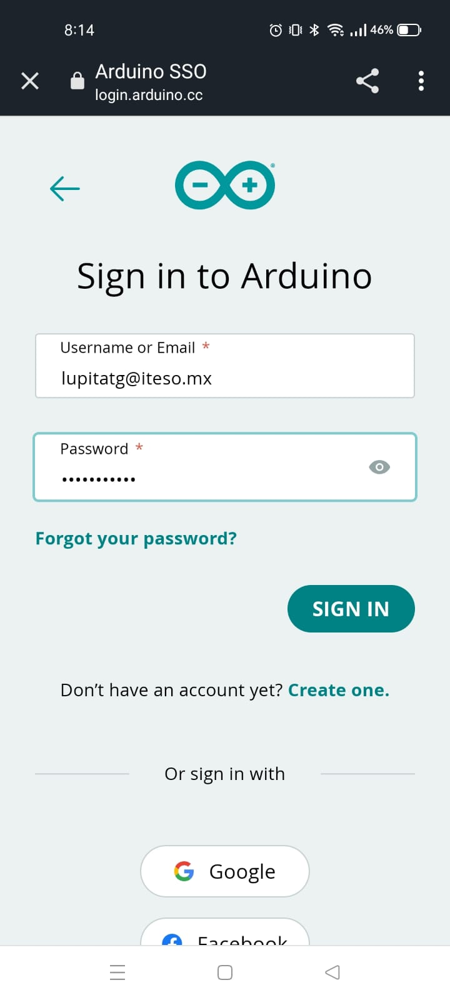 8:14
46%
Arduino SSO
login.arduino.cc
Sign in to Arduino
Username or Email *
lupitatg@iteso.mx
Password *
•••••••••••
Forgot your password?
SIGN IN
Don’t have an account yet? Create one.
Or sign in with
Google
Facebook